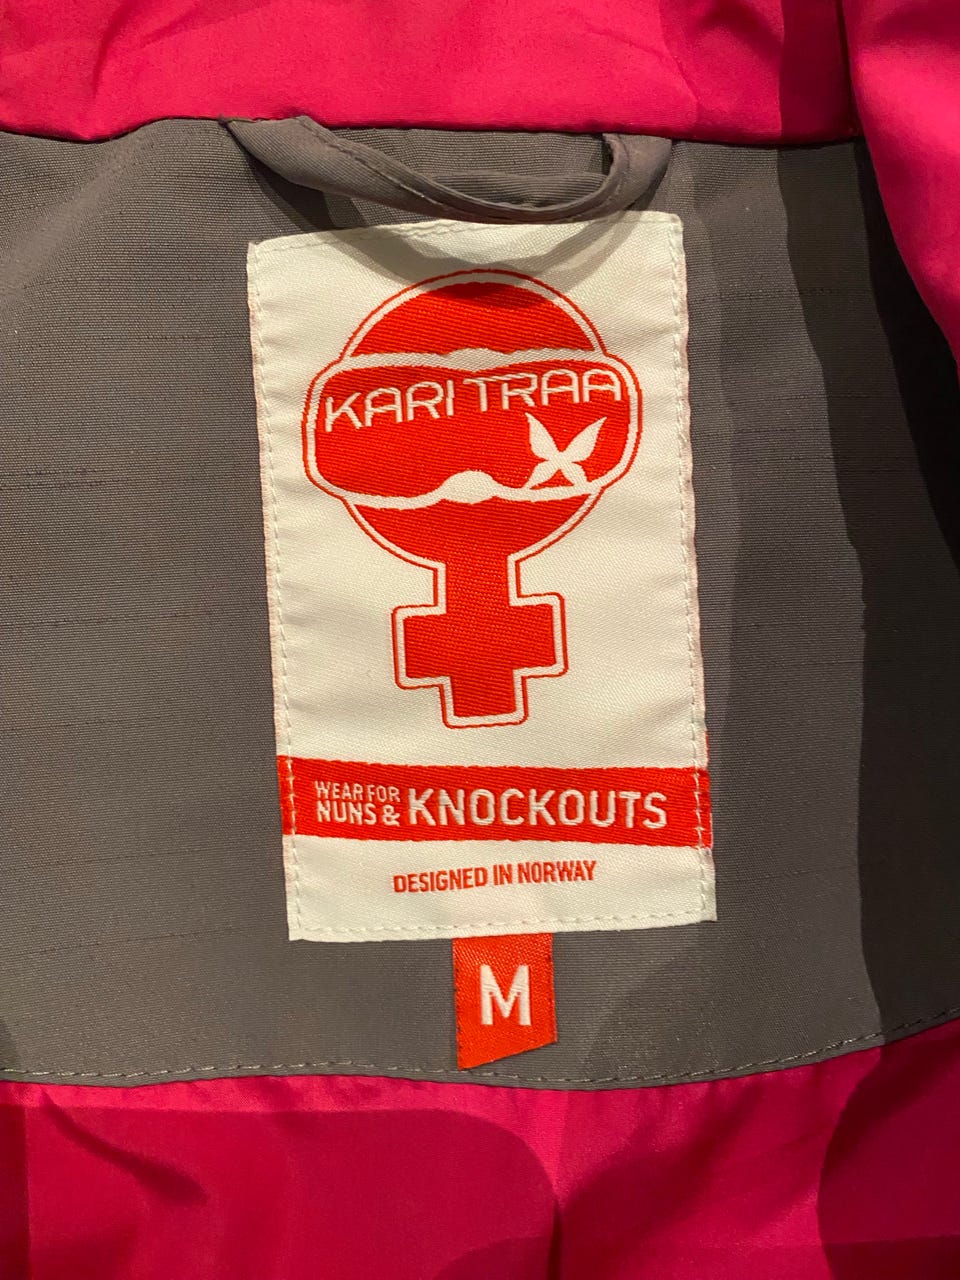 KARI TRAA
WEAR FOR
NUNS & KNOCKOUTS
DESIGNED IN NORWAY
M